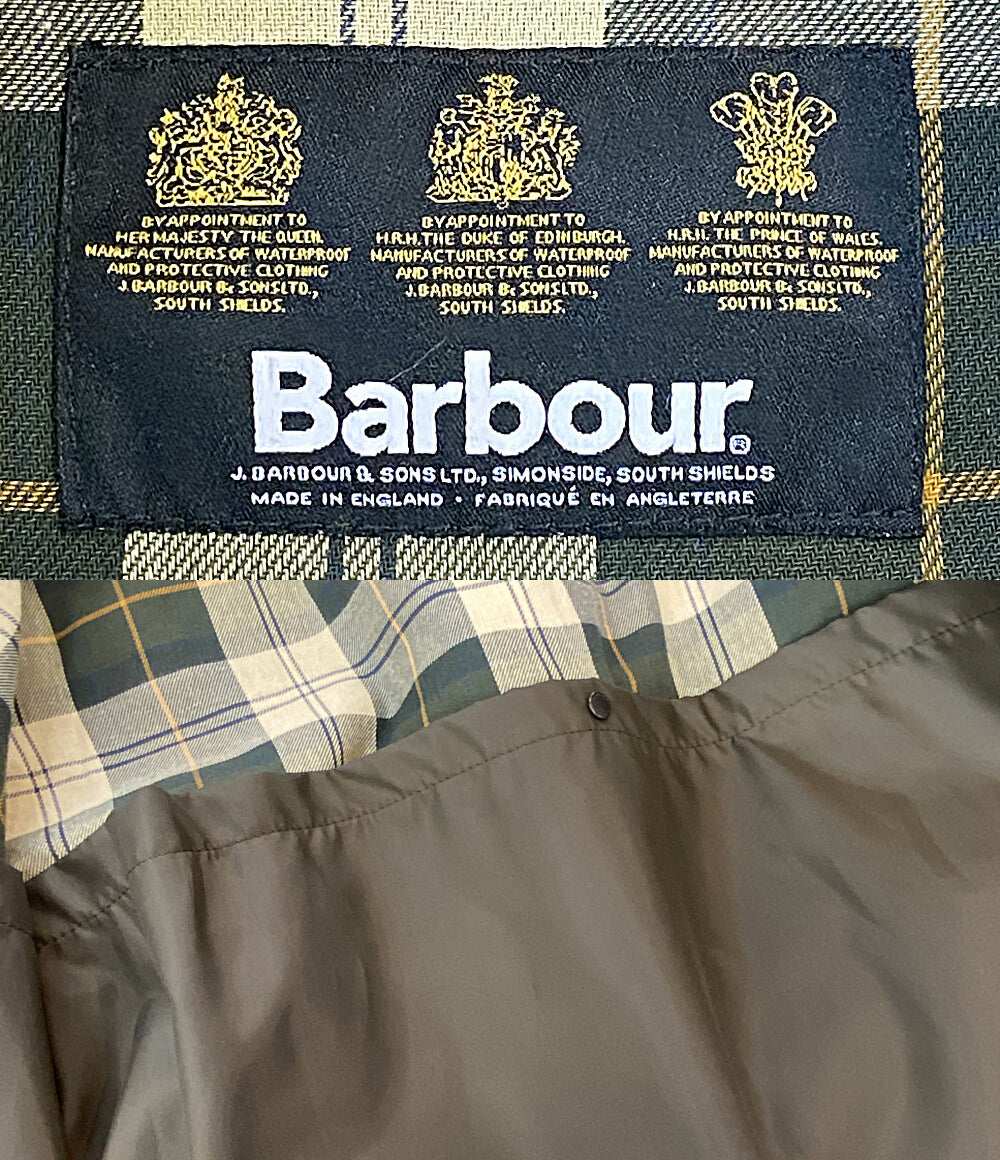 BY APPOINTMENT TO
HER MAJESTY THE QUEEN.
MANUFACTURERS OF WATERPROOF
AND PROTECTIVE CLOTHING
J. BARBOUR & SONS LTD.,
SOUTH SHIELDS.
BY APPOINTMENT TO
H.R.H. THE DUKE OF EDINBURGH.
MANUFACTURERS OF WATERPROOF
AND PROTECTIVE CLOTHING
J. BARBOUR & SONS LTD.,
SOUTH SHIELDS.
BY APPOINTMENT TO
H.R.H. THE PRINCE OF WALES.
MANUFACTURERS OF WATERPROOF
AND PROTECTIVE CLOTHING
J. BARBOUR & SONS LTD.,
SOUTH SHIELDS.
Barbour®
J. BARBOUR & SONS LTD., SIMONSIDE, SOUTH SHIELDS
MADE IN ENGLAND · FABRIQUÉ EN ANGLETERRE